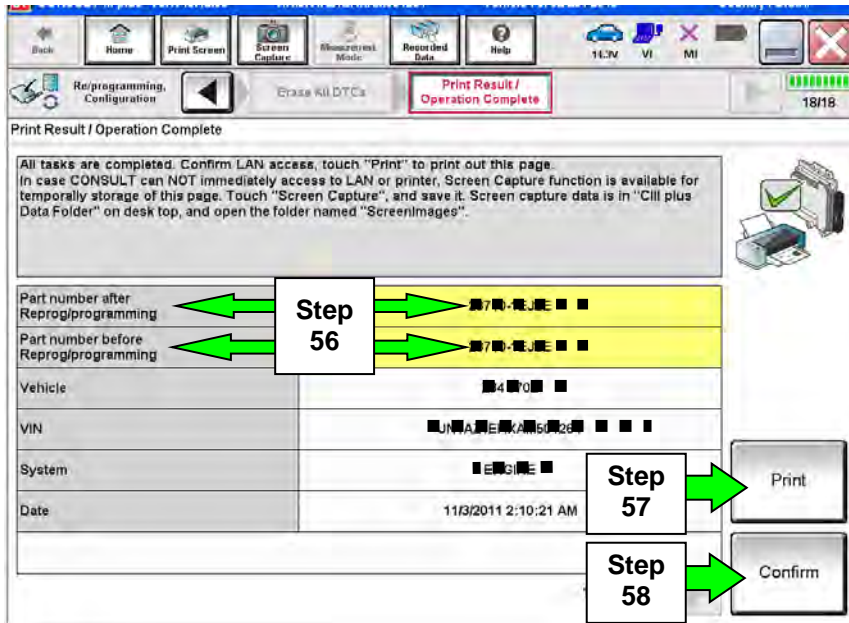 Back
Home
Print Screen
Screen
Capture
Measurement
Mode
Recorded
Data
Help
14.3V
VI
MI
Re/programming,
Configuration
Erase All DTCs
Print Result /
Operation Complete
18/18
Print Result / Operation Complete
All tasks are completed. Confirm LAN access, touch "Print" to print out this page.
In case CONSULT can NOT immediately access to LAN or printer, Screen Capture function is available for
temporally storage of this page. Touch "Screen Capture", and save it. Screen capture data is in "CIII plus
Data Folder" on desk top, and open the folder named "ScreenImages".
Part number after
Reprog/programming
Part number before
Reprog/programming
Step
56
Vehicle
VIN
System
Date
11/3/2011 2:10:21 AM
Step
57
Print
Step
58
Confirm